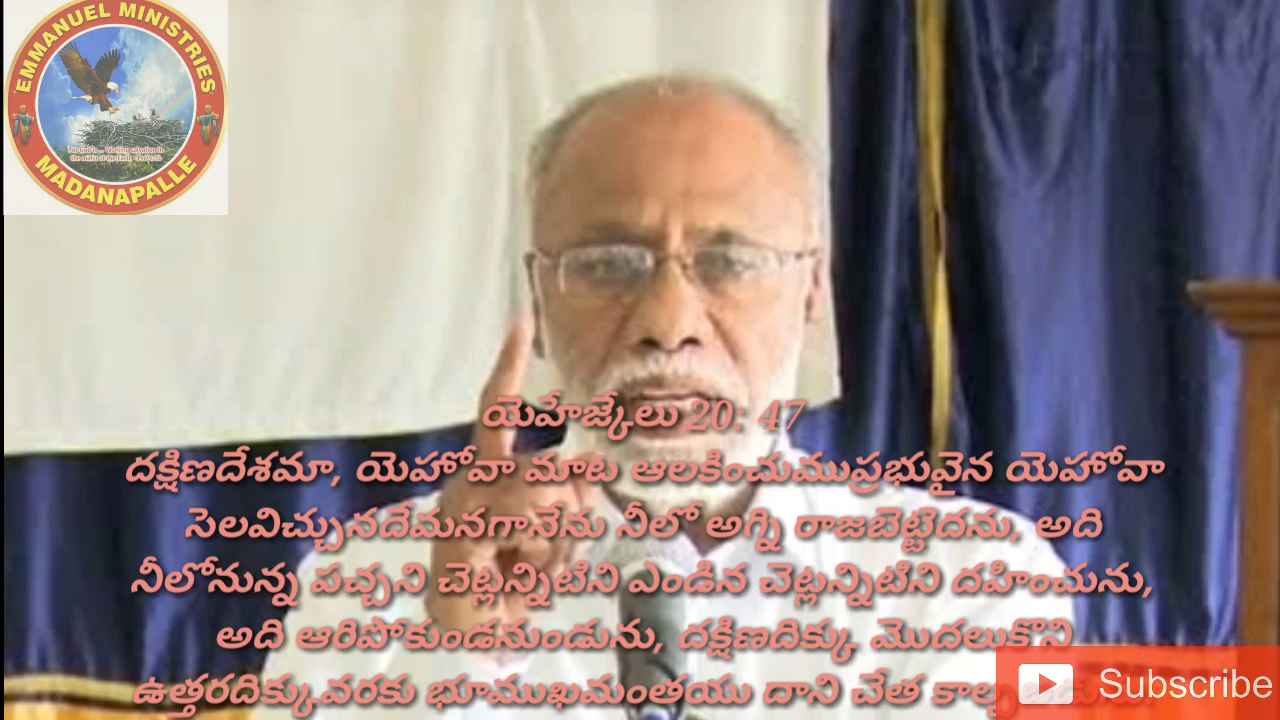 EMMANUEL MINISTRIES
MADANAPALLE
యెహేజ్కేలు 20: 47
దక్షిణదేశమా, యెహోవా మాట ఆలకించుముప్రభువైన యెహోవా
సెలవిచ్చునదేమనగానేను నీలో అగ్ని రాజబెట్టెదను, అది
నీలోనున్న పచ్చని చెట్లన్నిటిని ఎండిన చెట్లన్నిటిని దహించును,
అది ఆరిపోకుండనుండును, దక్షిణదిక్కు మొదలుకొని
ఉత్తరదిక్కువరకు భూముఖమంతయు దాని చేత
Subscribe